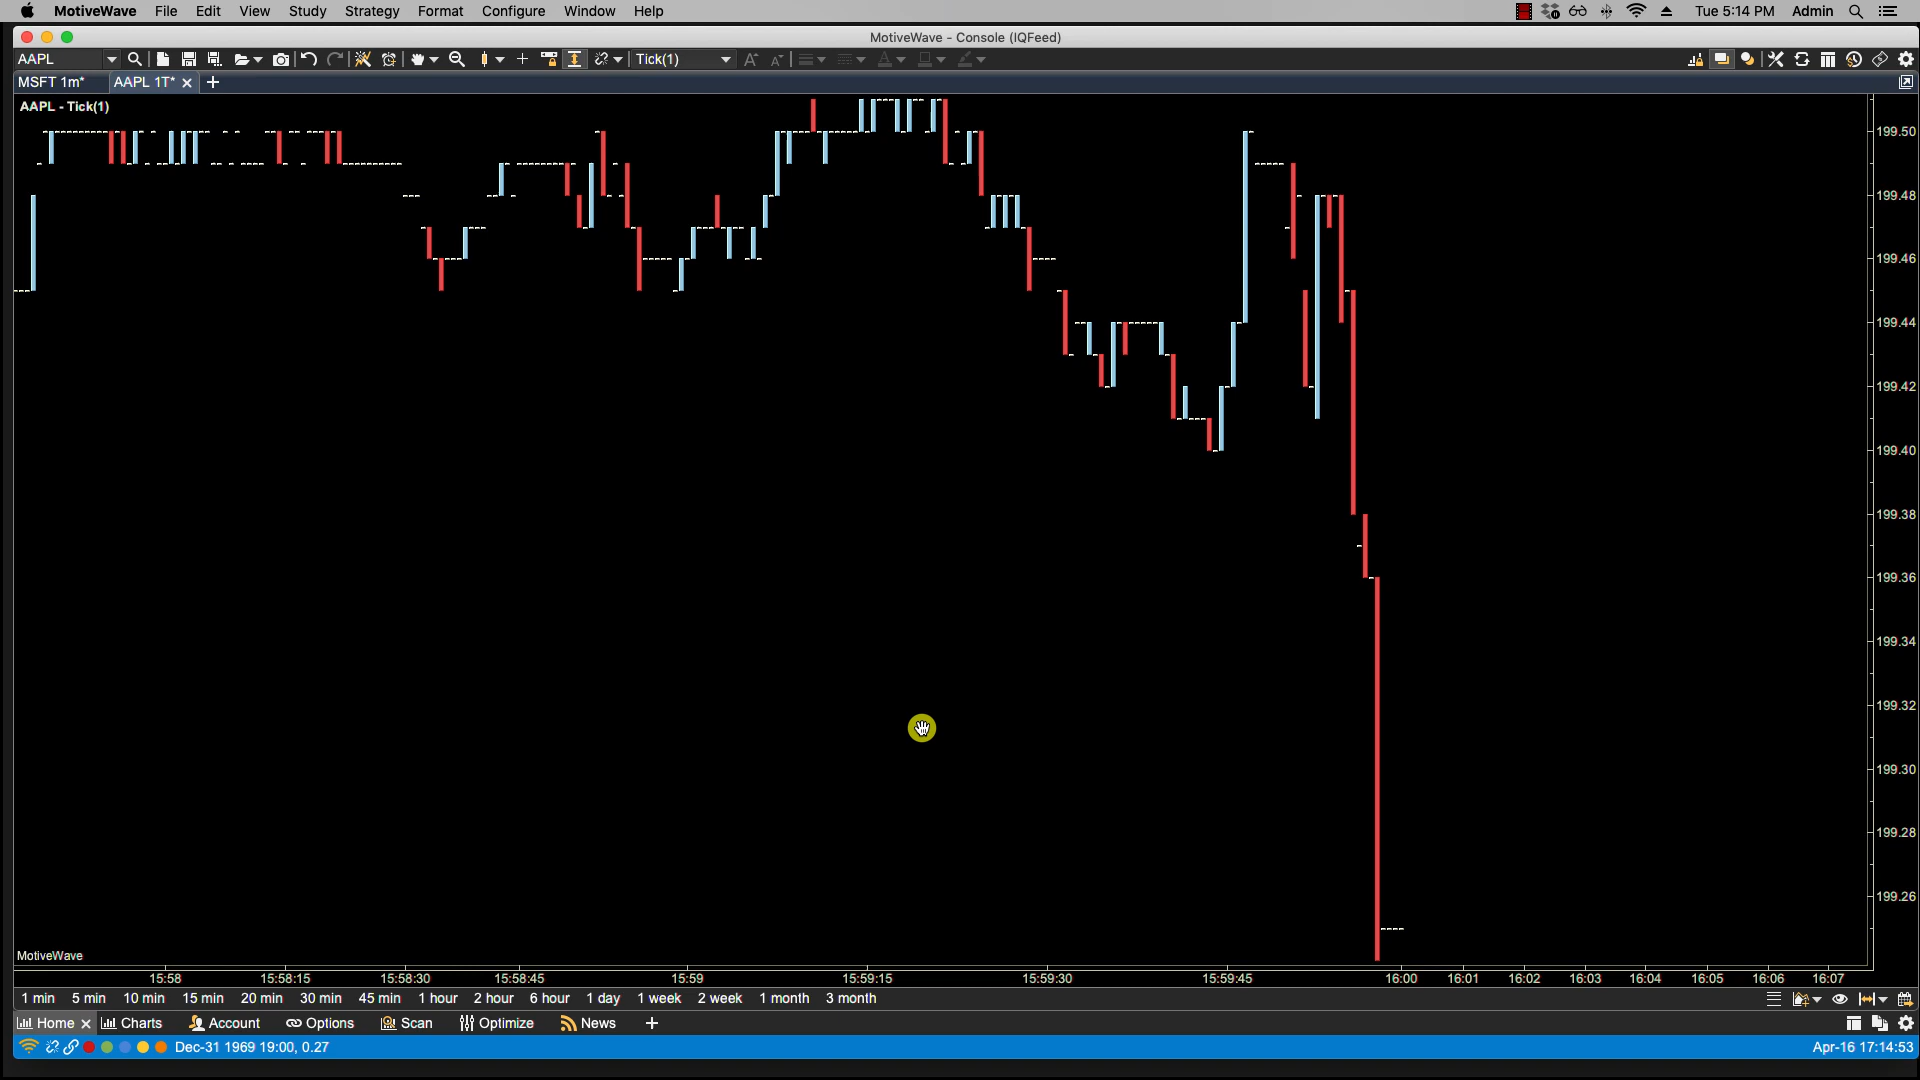 MotiveWave File Edit View Study Strategy Format Configure Window Help Tue 5:14 PM Admin
MotiveWave - Console (IQFeed)
AAPL Tick(1)
MSFT 1m* AAPL 1T*
AAPL - Tick(1)
199.50
199.48
199.46
199.44
199.42
199.40
199.38
199.36
199.34
199.32
199.30
199.28
199.26
MotiveWave
15:58 15:58:15 15:58:30 15:58:45 15:59 15:59:15 15:59:30 15:59:45 16:00 16:01 16:02 16:03 16:04 16:05 16:06 16:07
1 min 5 min 10 min 15 min 20 min 30 min 45 min 1 hour 2 hour 6 hour 1 day 1 week 2 week 1 month 3 month
Home Charts Account Options Scan Optimize News
Dec-31 1969 19:00, 0.27 Apr-16 17:14:53